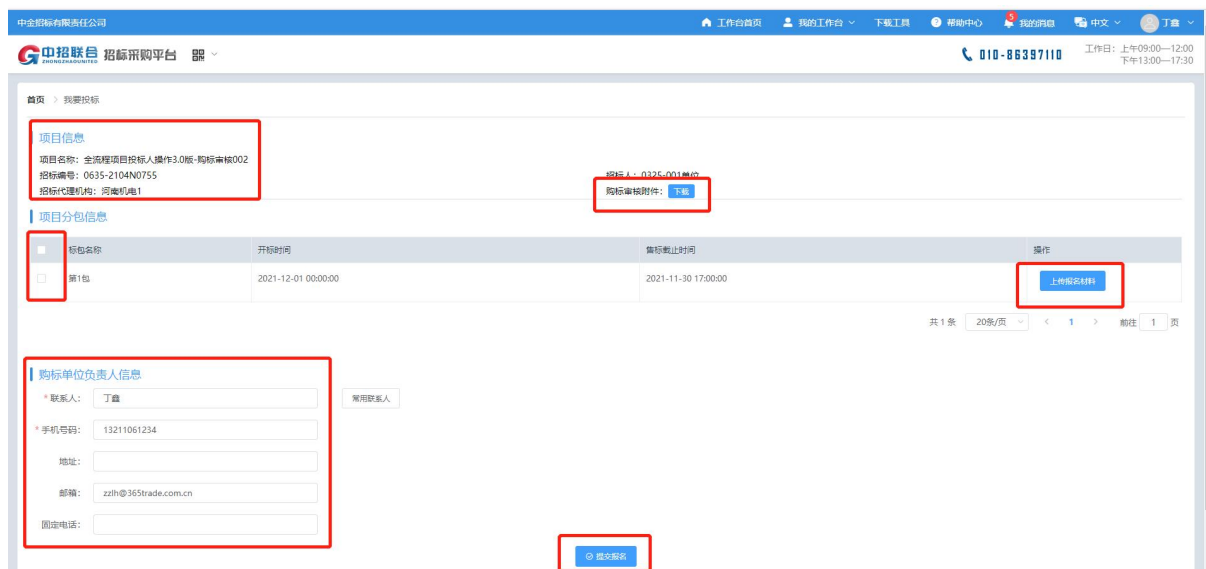 中金招标有限责任公司 工作台首页 我的工作台 下载工具 帮助中心 5 我的消息 中文 丁鑫
中招联合 ZHONGZHAOUNITED 招标采购平台 010-86397110 工作日：上午09:00—12:00
下午13:00—17:30
首页 > 我要投标
项目信息
项目名称：全流程项目投标人操作3.0版-购标审核002
招标编号：0635-2104N0755 招标人：0325-001单位
招标代理机构：河南机电1 购标审核附件： 下载
项目分包信息
标包名称 开标时间 售标截止时间 操作
第1包 2021-12-01 00:00:00 2021-11-30 17:00:00 上传报名材料
共 1 条 20条/页 < 1 > 前往 1 页
购标单位负责人信息
* 联系人： 丁鑫 常用联系人
* 手机号码： 13211061234
地址：
邮箱： zzlh@365trade.com.cn
固定电话：
提交报名